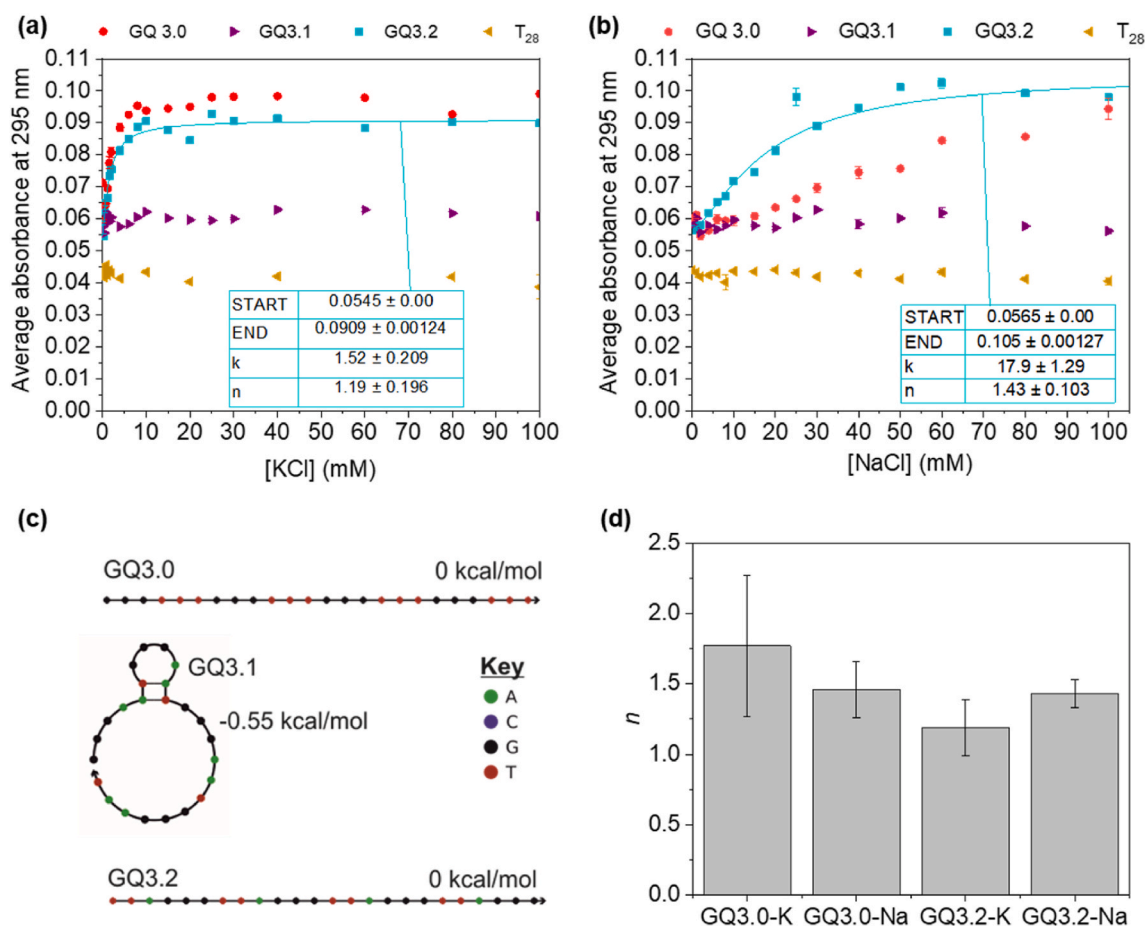 (a)
GQ 3.0 GQ3.1 GQ3.2 T28
Average absorbance at 295 nm
0.11
0.10
0.09
0.08
0.07
0.06
0.05
0.04
0.03
0.02
0.01
0.00
START 0.0545 ± 0.00
END 0.0909 ± 0.00124
k 1.52 ± 0.209
n 1.19 ± 0.196
0 10 20 30 40 50 60 70 80 90 100
[KCl] (mM)
(b)
GQ 3.0 GQ3.1 GQ3.2 T28
Average absorbance at 295 nm
0.11
0.10
0.09
0.08
0.07
0.06
0.05
0.04
0.03
0.02
0.01
0.00
START 0.0565 ± 0.00
END 0.105 ± 0.00127
k 17.9 ± 1.29
n 1.43 ± 0.103
0 10 20 30 40 50 60 70 80 90 100
[NaCl] (mM)
(c)
GQ3.0 0 kcal/mol
GQ3.1
-0.55 kcal/mol
Key
A
C
G
T
GQ3.2 0 kcal/mol
(d)
n
2.5
2.0
1.5
1.0
0.5
0.0
GQ3.0-K GQ3.0-Na GQ3.2-K GQ3.2-Na